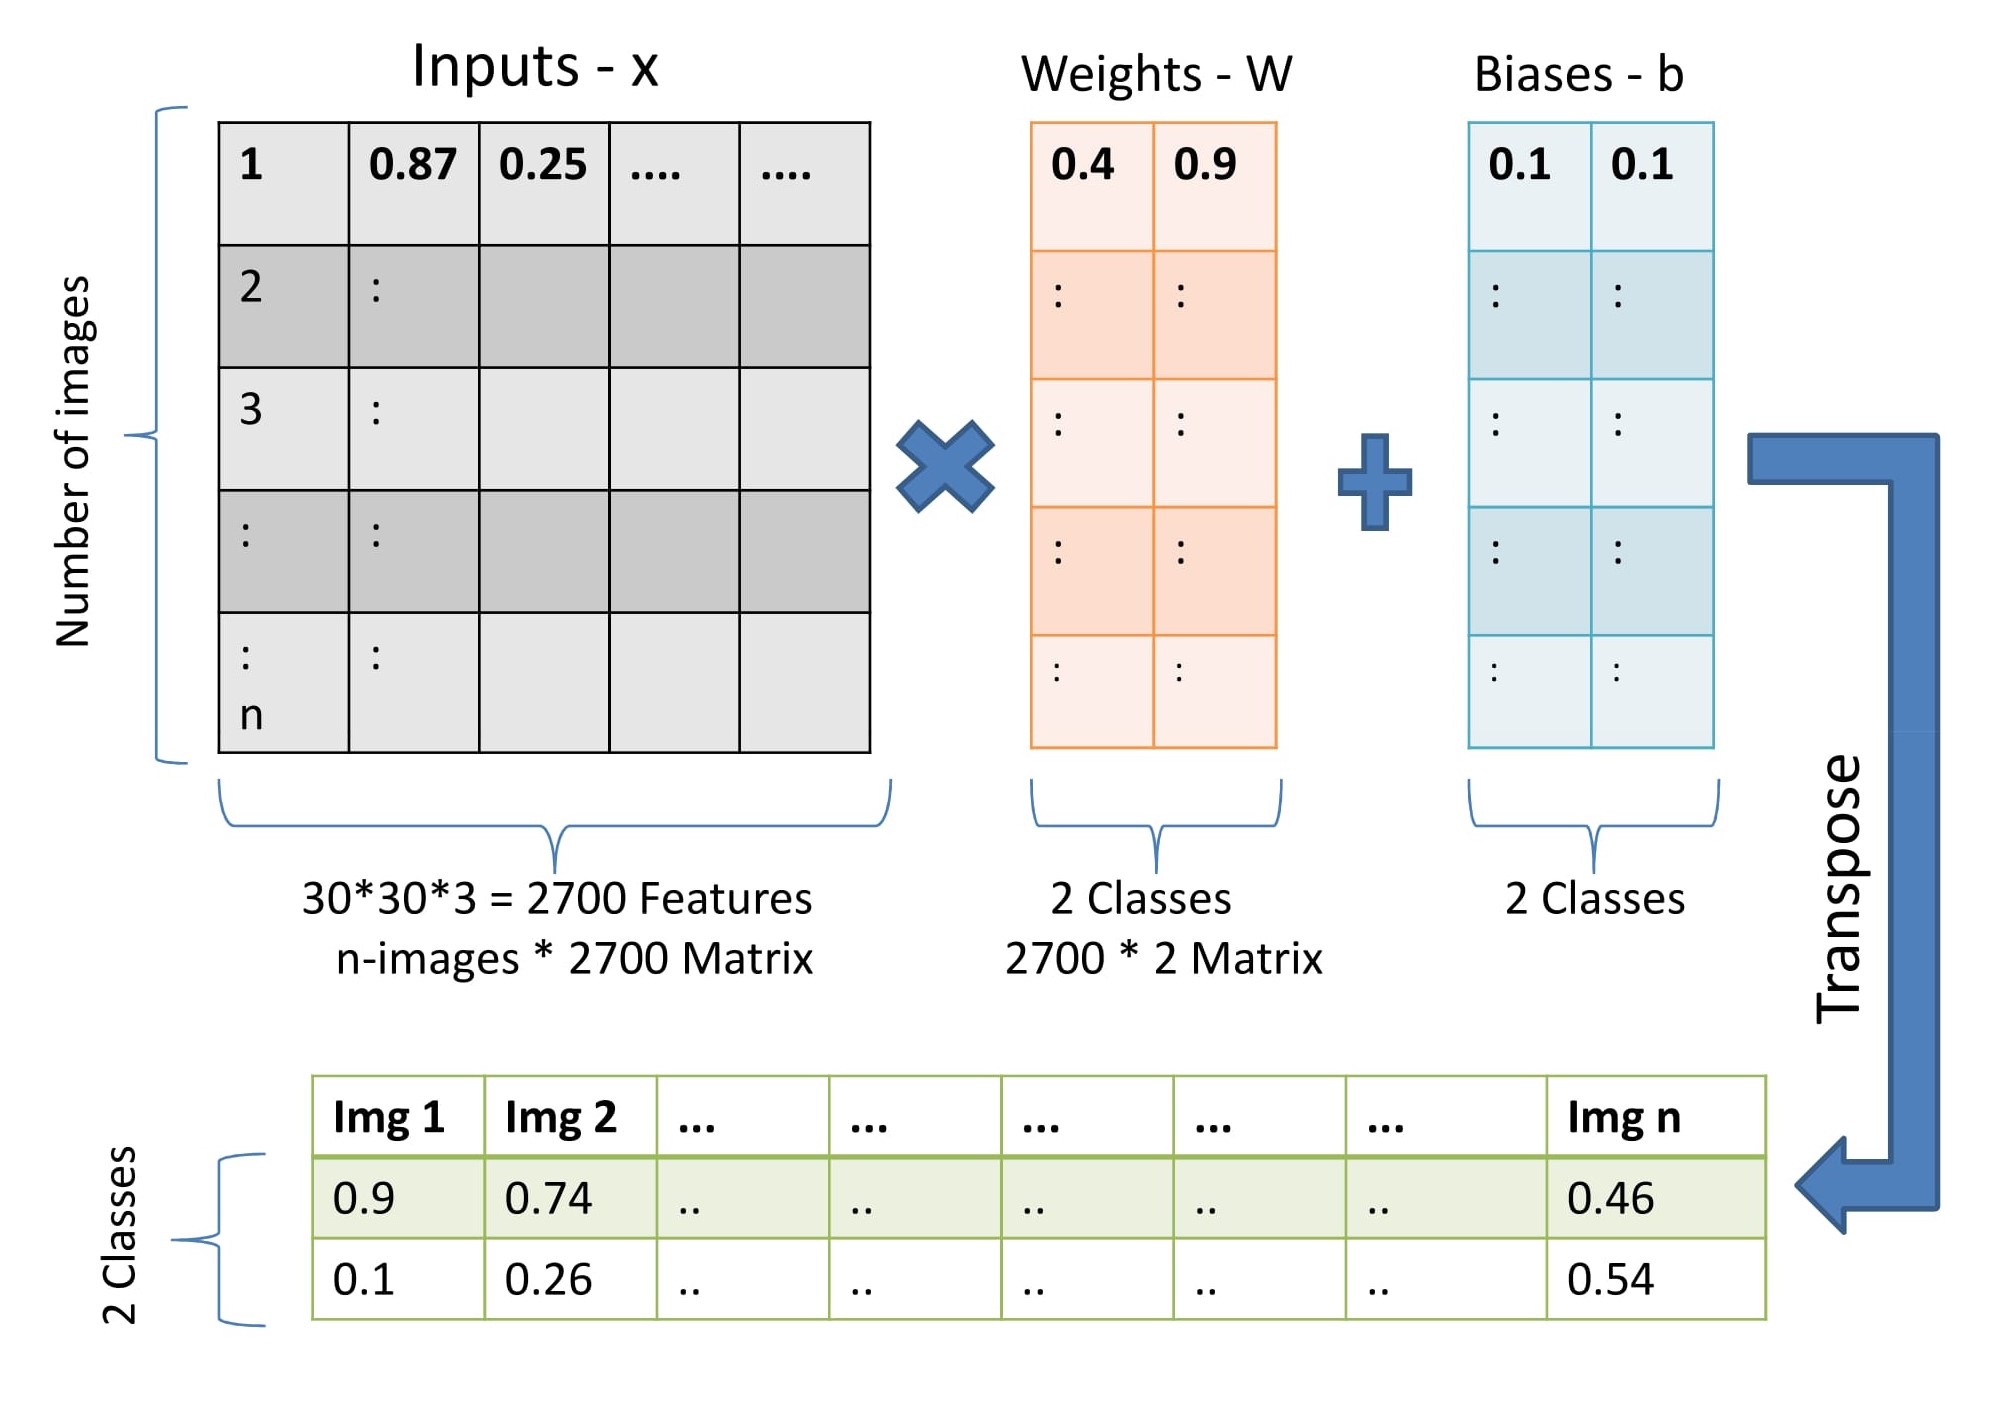 Inputs - x
Weights - W
Biases - b
Number of images
1 0.87 0.25 .... ....
2 :
3 :
: :
:
n :
0.4 0.9
: :
: :
: :
: :
0.1 0.1
: :
: :
: :
: :
30*30*3 = 2700 Features
n-images * 2700 Matrix
2 Classes
2700 * 2 Matrix
2 Classes
Transpose
2 Classes
Img 1 Img 2 ... ... ... ... ... Img n
0.9 0.74 .. .. .. .. .. 0.46
0.1 0.26 .. .. .. .. .. 0.54